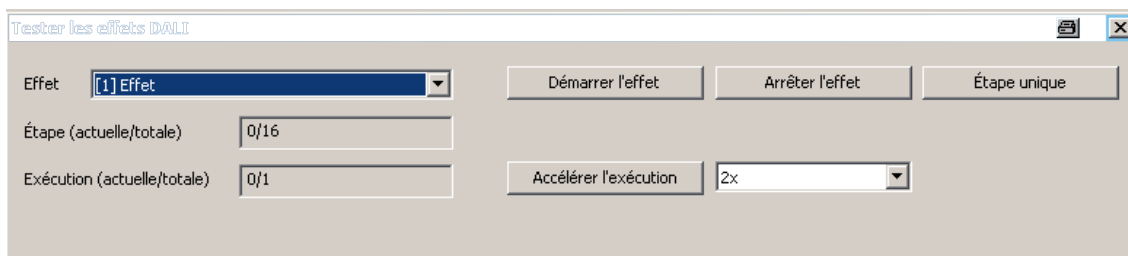 Tester les effets DALI
Effet [1] Effet Démarrer l'effet Arrêter l'effet Étape unique
Étape (actuelle/totale) 0/16
Exécution (actuelle/totale) 0/1 Accélérer l'exécution 2x